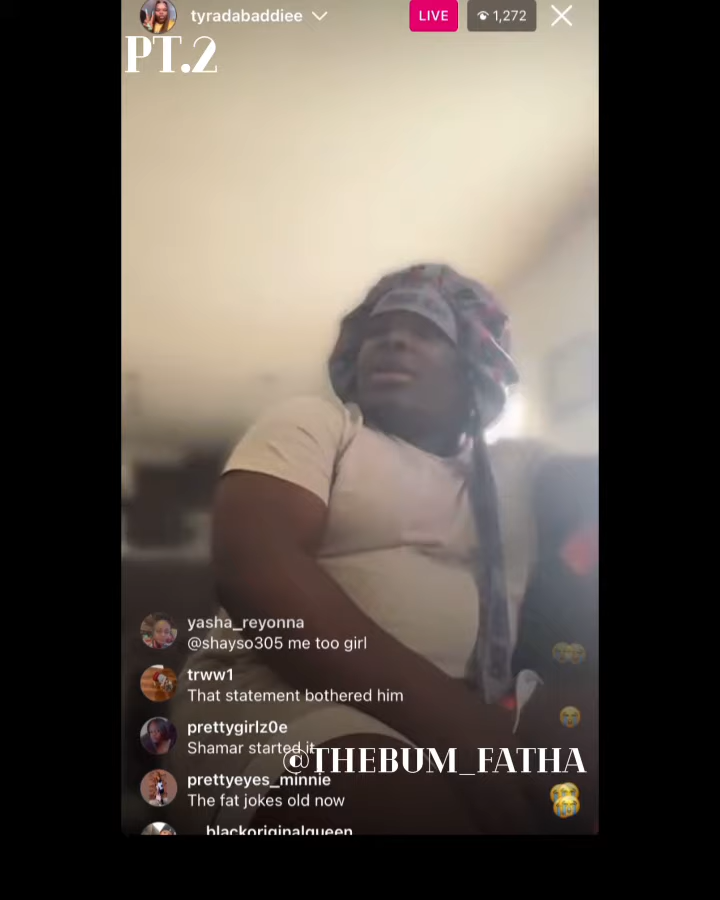 tyradabaddiee
LIVE
1,272
PT.2
yasha_reyonna
@shayso305 me too girl
trww1
That statement bothered him
prettygirlz0e
Shamar started it
@THEBUM_FATHA
prettyeyes_minnie
The fat jokes old now
__blackoriginalqueen